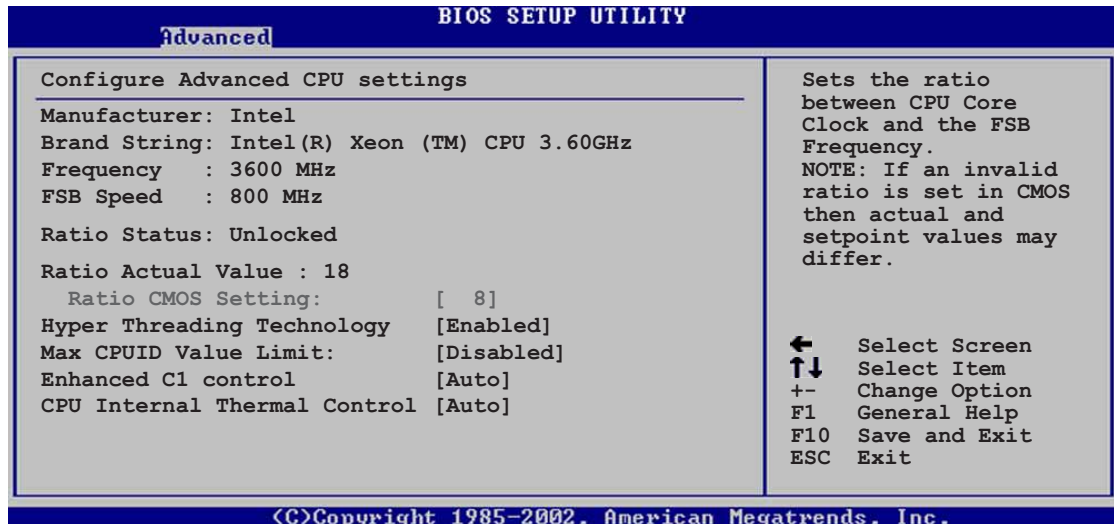 BIOS SETUP UTILITY
Advanced
Configure Advanced CPU settings
Manufacturer: Intel
Brand String: Intel(R) Xeon (TM) CPU 3.60GHz
Frequency : 3600 MHz
FSB Speed : 800 MHz
Ratio Status: Unlocked
Ratio Actual Value : 18
Ratio CMOS Setting: [ 8]
Hyper Threading Technology [Enabled]
Max CPUID Value Limit: [Disabled]
Enhanced C1 control [Auto]
CPU Internal Thermal Control [Auto]
Sets the ratio
between CPU Core
Clock and the FSB
Frequency.
NOTE: If an invalid
ratio is set in CMOS
then actual and
setpoint values may
differ.
← Select Screen
↑↓ Select Item
+- Change Option
F1 General Help
F10 Save and Exit
ESC Exit
(C)Copyright 1985-2002, American Megatrends, Inc.